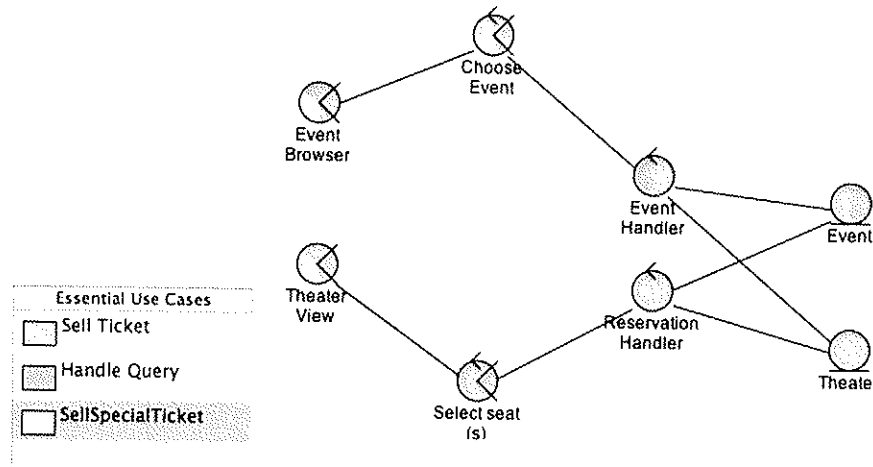 Choose
Event
Event
Browser
Event
Handler
Event
Theater
View
Reservation
Handler
Theate
Select seat
(s)
Essential Use Cases
Sell Ticket
Handle Query
SellSpecialTicket